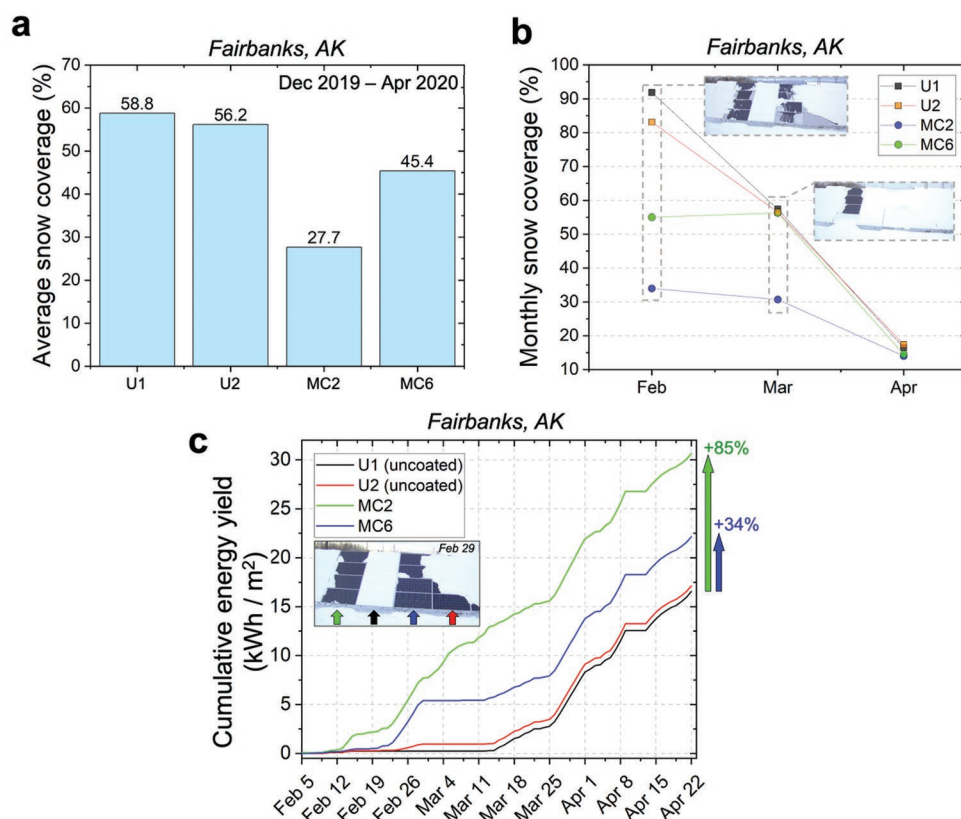 a
Fairbanks, AK
Dec 2019 – Apr 2020
Average snow coverage (%)
70
60
50
40
30
20
10
0
58.8
56.2
27.7
45.4
U1
U2
MC2
MC6
b
Fairbanks, AK
Monthly snow coverage (%)
100
90
80
70
60
50
40
30
20
10
U1
U2
MC2
MC6
Feb
Mar
Apr
c
Fairbanks, AK
Cumulative energy yield
(kWh / m²)
30
25
20
15
10
5
0
U1 (uncoated)
U2 (uncoated)
MC2
MC6
Feb 29
+85%
+34%
Feb 5
Feb 12
Feb 19
Feb 26
Mar 4
Mar 11
Mar 18
Mar 25
Apr 1
Apr 8
Apr 15
Apr 22